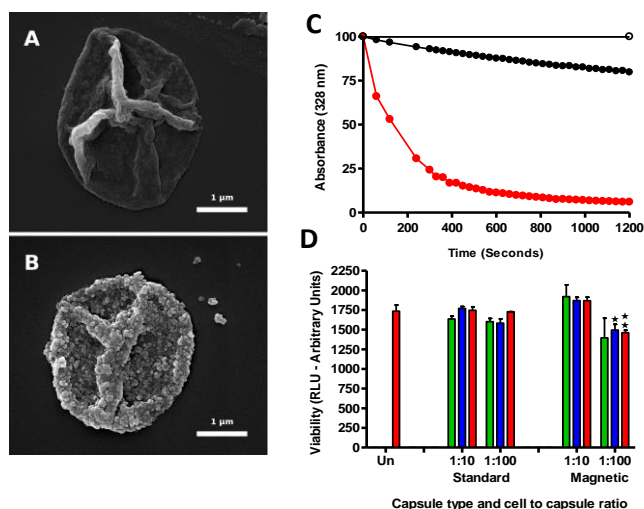 A
1 µm
B
1 µm
C
Absorbance (328 nm)
100
75
50
25
0
0 200 400 600 800 1000 1200
Time (Seconds)
D
Viability (RLU - Arbitrary Units)
2250
2000
1750
1500
1250
1000
750
500
250
0
Un 1:10 1:100 1:10 1:100
Standard Magnetic
Capsule type and cell to capsule ratio